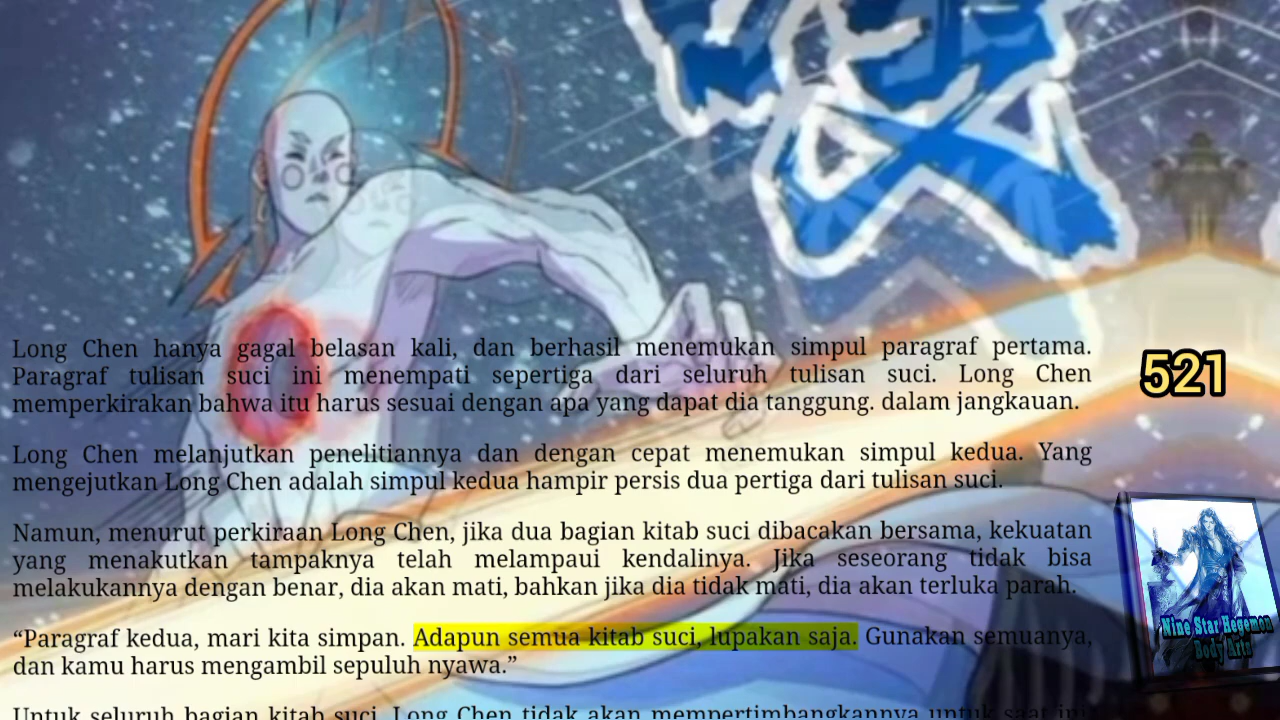 Long Chen hanya gagal belasan kali, dan berhasil menemukan simpul paragraf pertama.
Paragraf tulisan suci ini menempati sepertiga dari seluruh tulisan suci. Long Chen
memperkirakan bahwa itu harus sesuai dengan apa yang dapat dia tanggung. dalam jangkauan.
521
Long Chen melanjutkan penelitiannya dan dengan cepat menemukan simpul kedua. Yang
mengejutkan Long Chen adalah simpul kedua hampir persis dua pertiga dari tulisan suci.
Namun, menurut perkiraan Long Chen, jika dua bagian kitab suci dibacakan bersama, kekuatan
yang menakutkan tampaknya telah melampaui kendalinya. Jika seseorang tidak bisa
melakukannya dengan benar, dia akan mati, bahkan jika dia tidak mati, dia akan terluka parah.
“Paragraf kedua, mari kita simpan. Adapun semua kitab suci, lupakan saja. Gunakan semuanya,
dan kamu harus mengambil sepuluh nyawa.”
Nine Star Hegemon
Body Arts
Untuk seluruh bagian kitab suci, Long Chen tidak akan mempertimbangkannya untuk saat ini